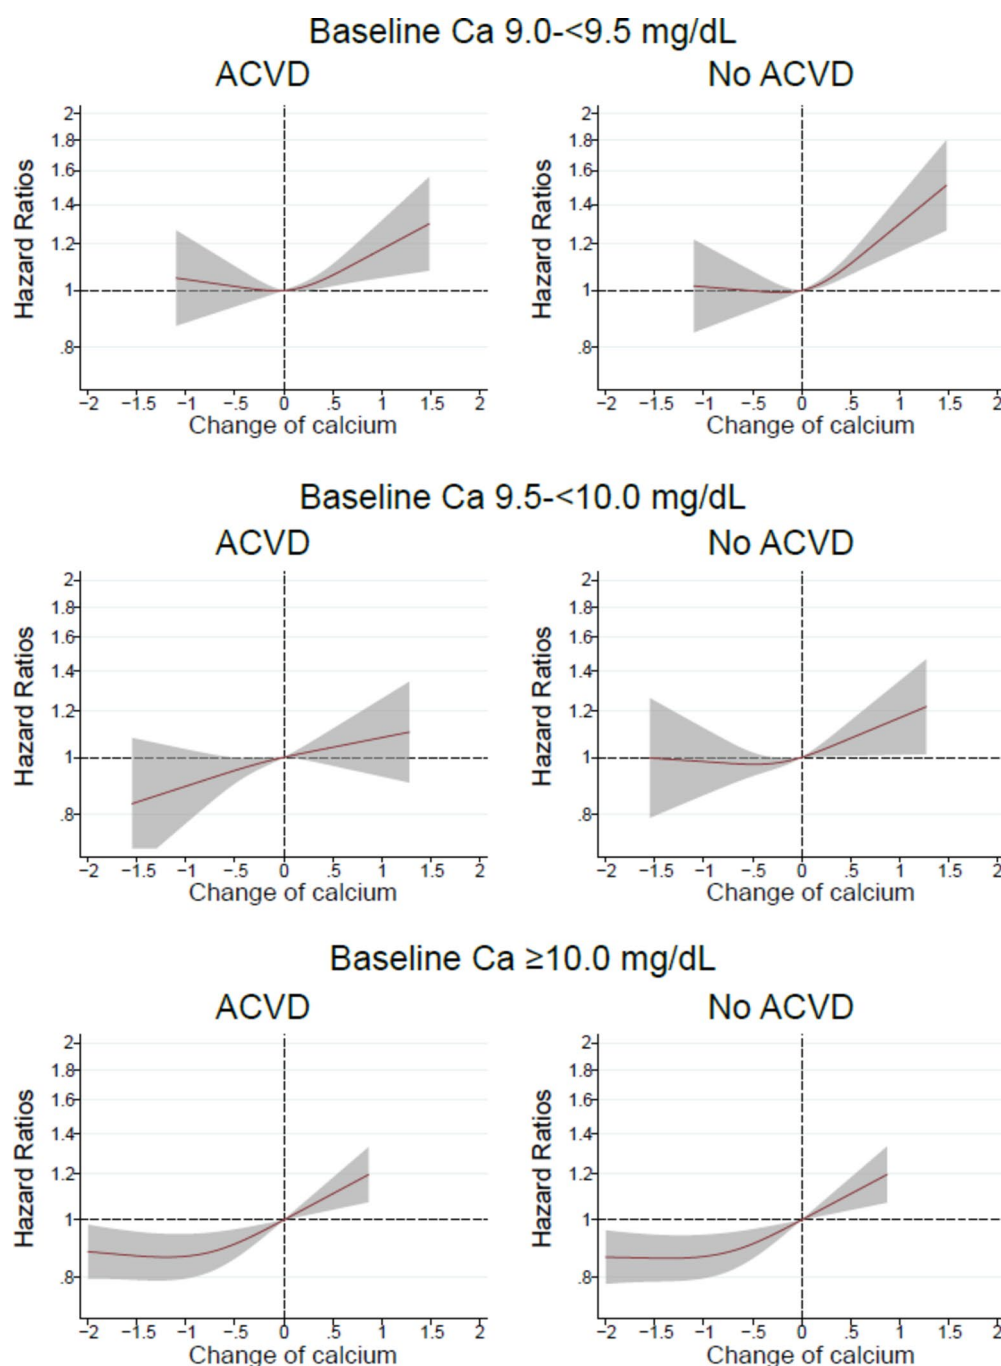 Baseline Ca 9.0-<9.5 mg/dL
ACVD
No ACVD
Hazzard Ratios
2
1.8
1.6
1.4
1.2
1
.8
−2 −1.5 −1 −.5 0 .5 1 1.5 2
Change of calcium
Hazzard Ratios
2
1.8
1.6
1.4
1.2
1
.8
−2 −1.5 −1 −.5 0 .5 1 1.5 2
Change of calcium
Baseline Ca 9.5-<10.0 mg/dL
ACVD
No ACVD
Hazzard Ratios
2
1.8
1.6
1.4
1.2
1
.8
−2 −1.5 −1 −.5 0 .5 1 1.5 2
Change of calcium
Hazzard Ratios
2
1.8
1.6
1.4
1.2
1
.8
−2 −1.5 −1 −.5 0 .5 1 1.5 2
Change of calcium
Baseline Ca ≥10.0 mg/dL
ACVD
No ACVD
Hazzard Ratios
2
1.8
1.6
1.4
1.2
1
.8
−2 −1.5 −1 −.5 0 .5 1 1.5 2
Change of calcium
Hazzard Ratios
2
1.8
1.6
1.4
1.2
1
.8
−2 −1.5 −1 −.5 0 .5 1 1.5 2
Change of calcium